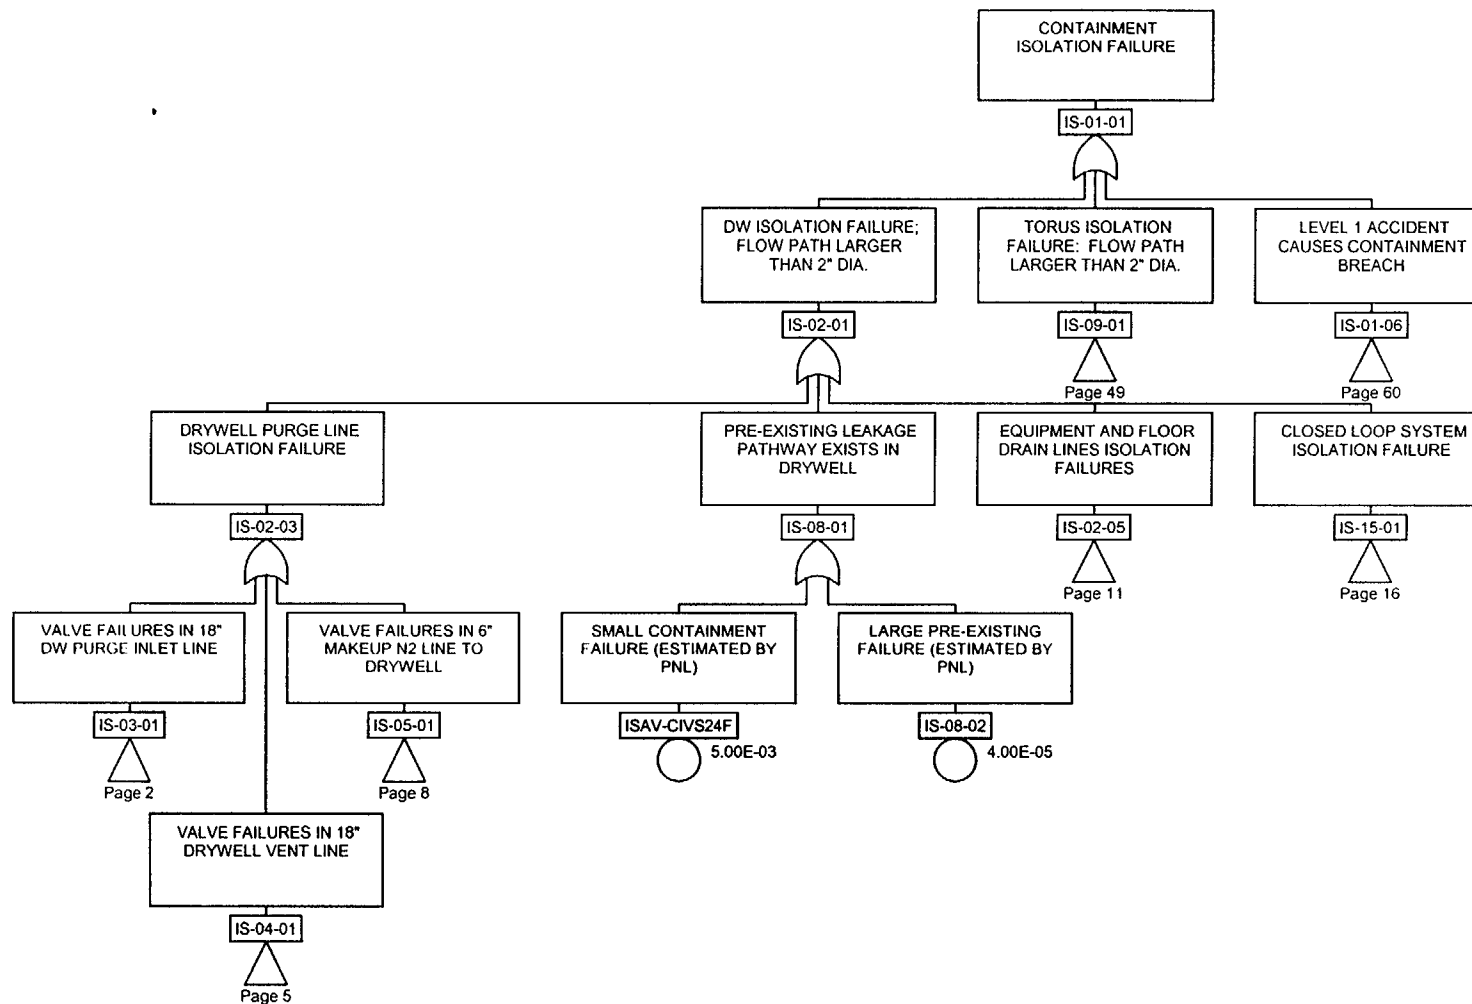 CONTAINMENT
ISOLATION FAILURE
IS-01-01
DW ISOLATION FAILURE;
FLOW PATH LARGER
THAN 2" DIA.
IS-02-01
TORUS ISOLATION
FAILURE: FLOW PATH
LARGER THAN 2" DIA.
IS-09-01
Page 49
LEVEL 1 ACCIDENT
CAUSES CONTAINMENT
BREACH
IS-01-06
Page 60
DRYWELL PURGE LINE
ISOLATION FAILURE
IS-02-03
PRE-EXISTING LEAKAGE
PATHWAY EXISTS IN
DRYWELL
IS-08-01
EQUIPMENT AND FLOOR
DRAIN LINES ISOLATION
FAILURES
IS-02-05
Page 11
CLOSED LOOP SYSTEM
ISOLATION FAILURE
IS-15-01
Page 16
VALVE FAILURES IN 18"
DW PURGE INLET LINE
IS-03-01
Page 2
VALVE FAILURES IN 6"
MAKEUP N2 LINE TO
DRYWELL
IS-05-01
Page 8
SMALL CONTAINMENT
FAILURE (ESTIMATED BY
PNL)
ISAV-CIVS24F
5.00E-03
LARGE PRE-EXISTING
FAILURE (ESTIMATED BY
PNL)
IS-08-02
4.00E-05
VALVE FAILURES IN 18"
DRYWELL VENT LINE
IS-04-01
Page 5